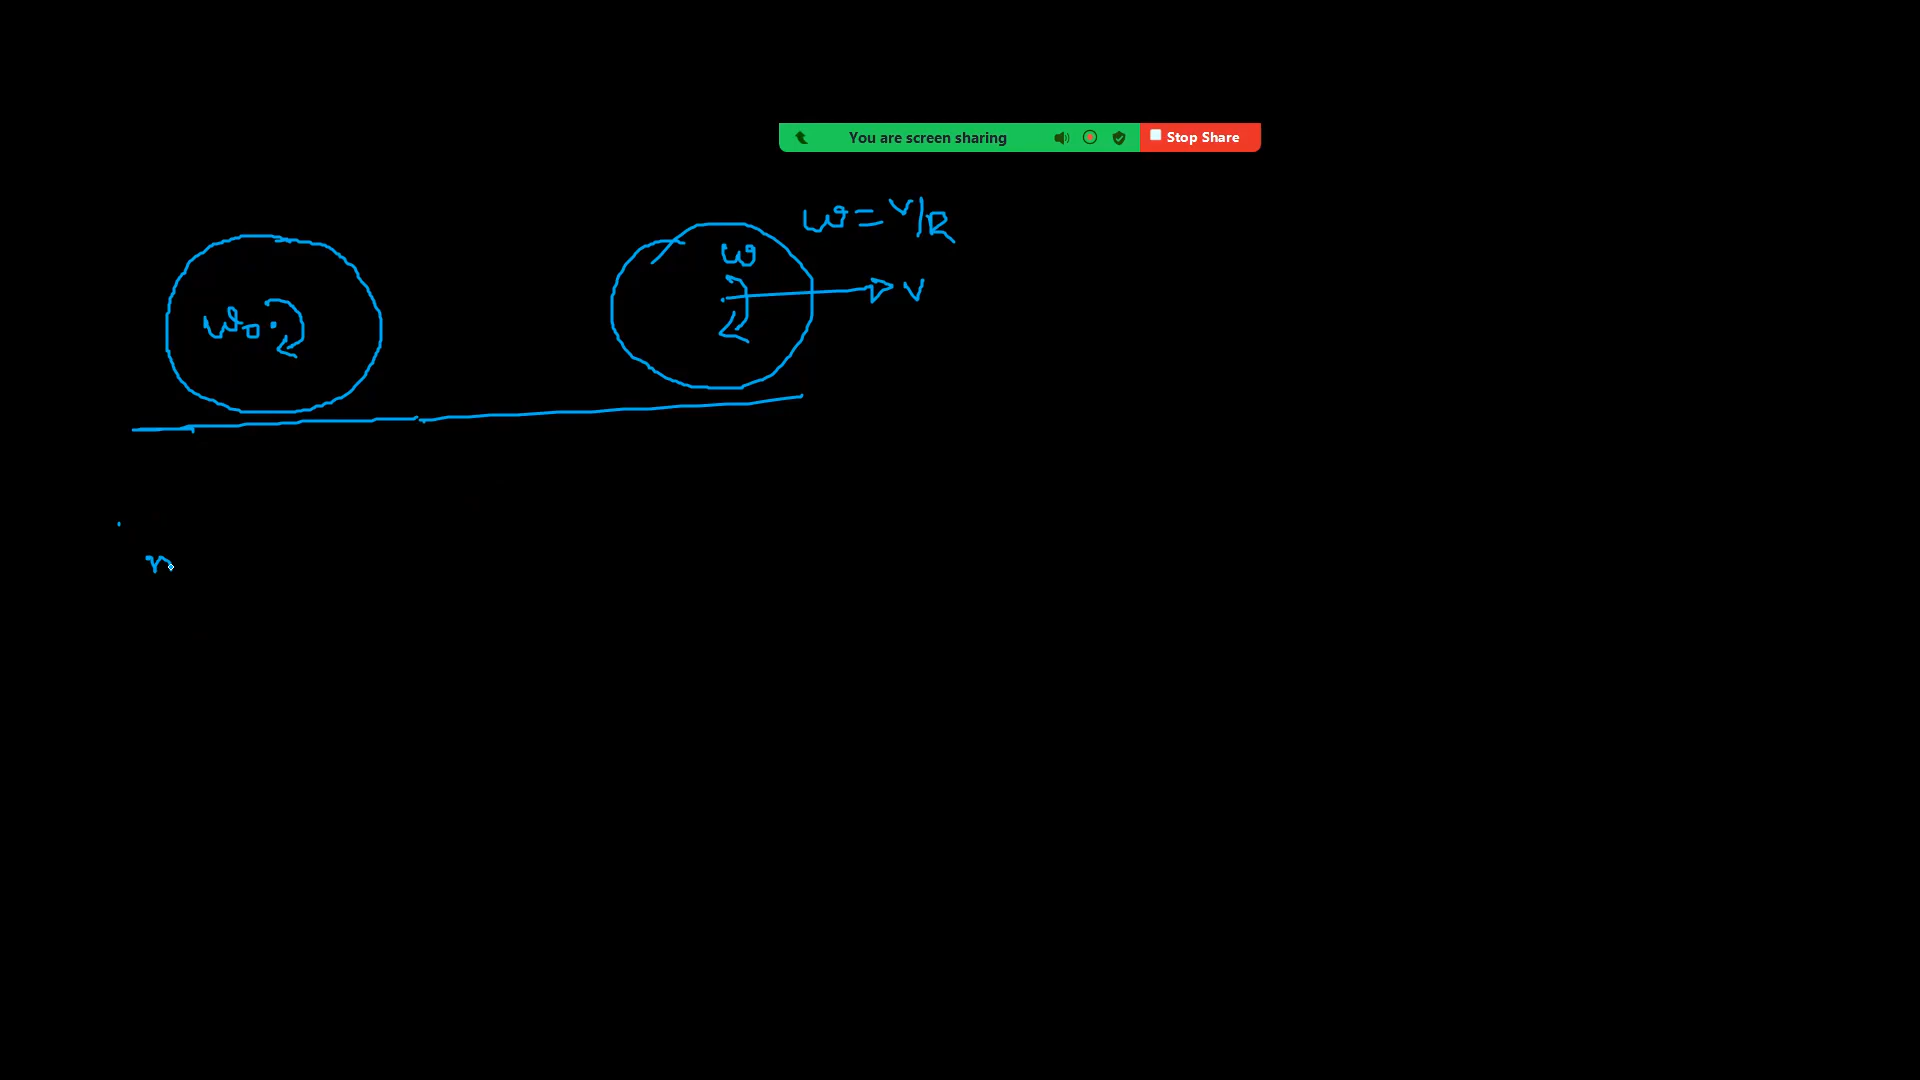 You are screen sharing Stop Share
ω = v/R
ω
v
ω₀
n